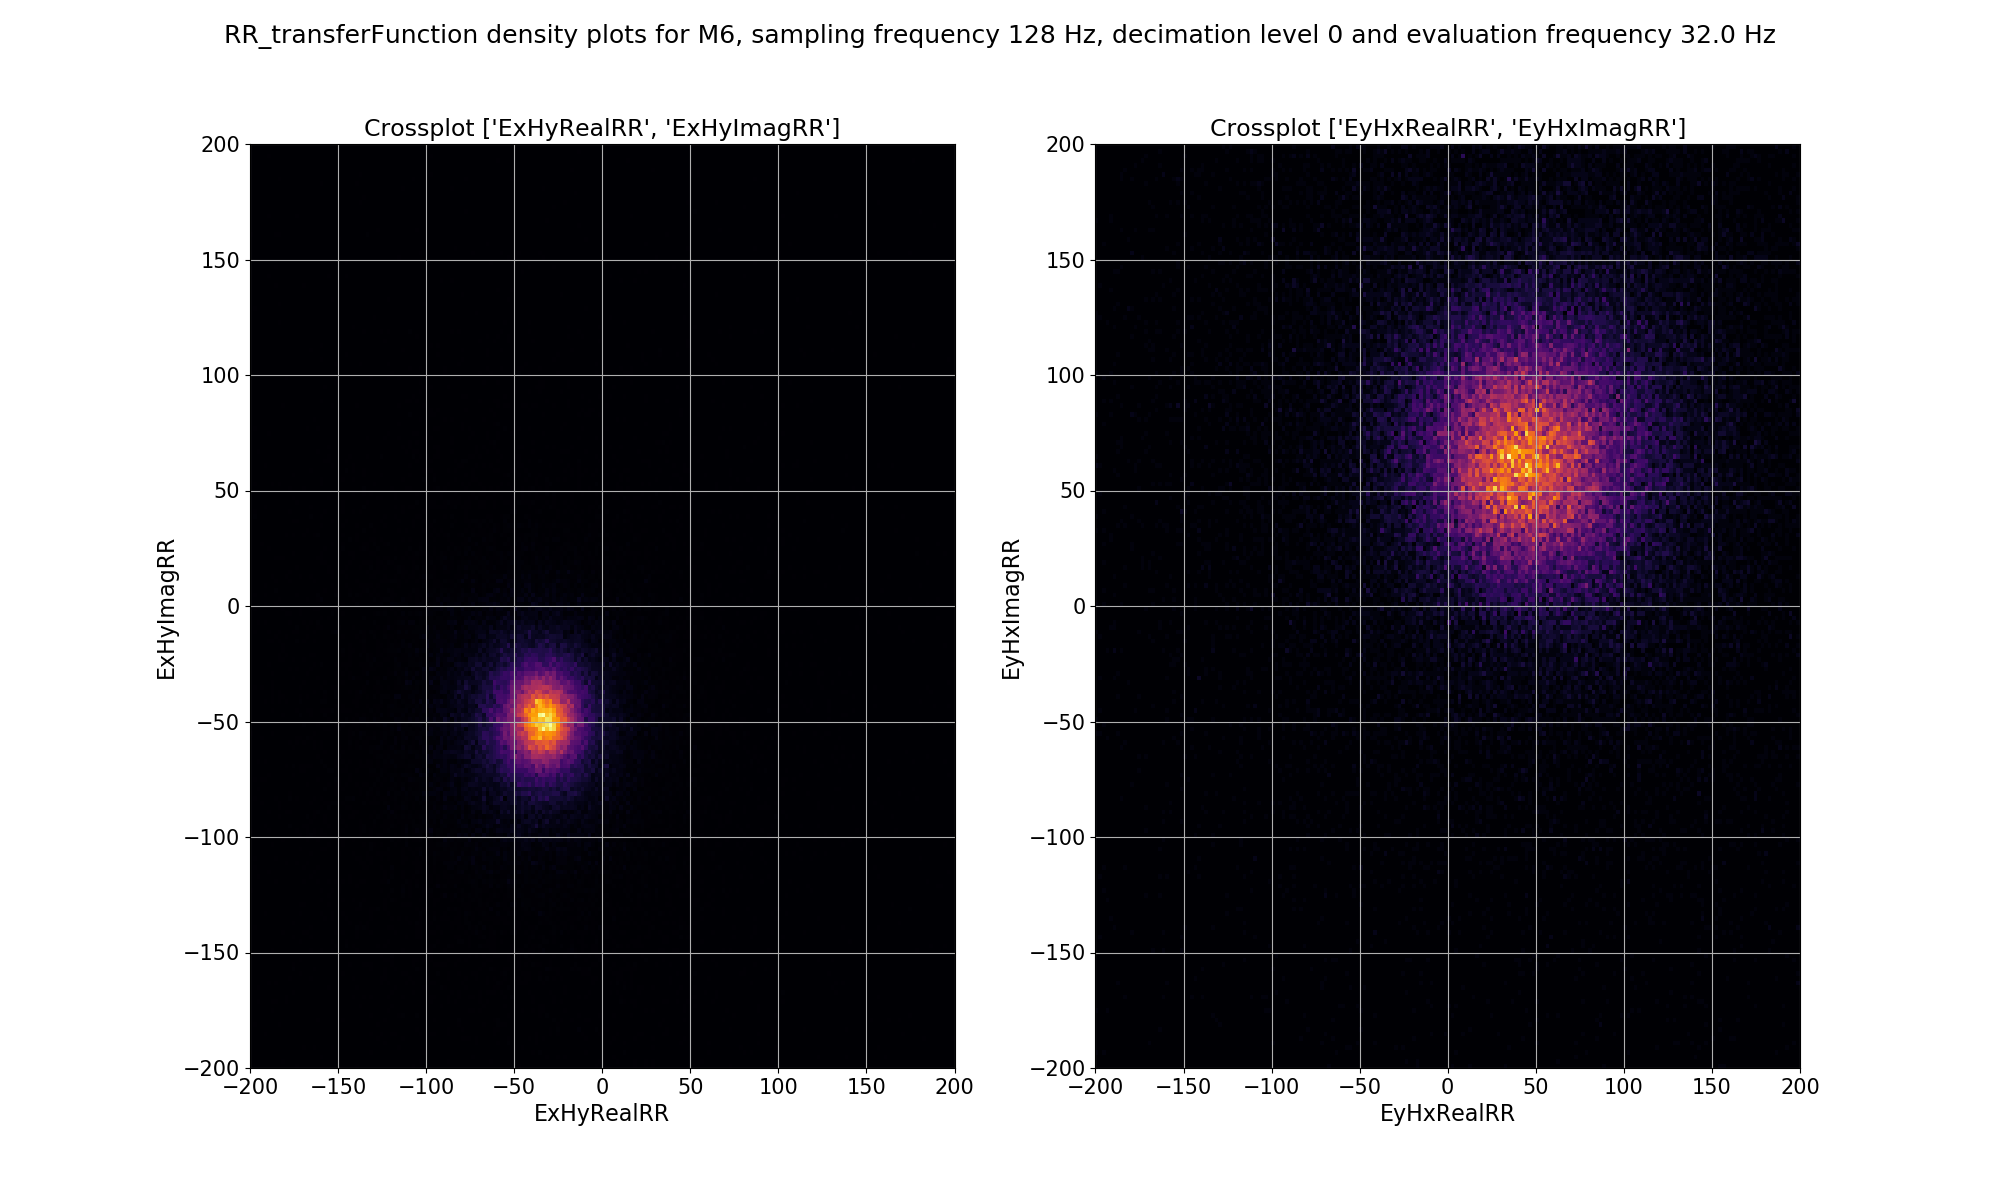 RR_transferFunction density plots for M6, sampling frequency 128 Hz, decimation level 0 and evaluation frequency 32.0 Hz
Crossplot ['ExHyRealRR', 'ExHyImagRR']
200
150
100
50
0
−50
−100
−150
−200
ExHyImagRR
−200 −150 −100 −50 0 50 100 150 200
ExHyRealRR
Crossplot ['EyHxRealRR', 'EyHxImagRR']
200
150
100
50
0
−50
−100
−150
−200
EyHxImagRR
−200 −150 −100 −50 0 50 100 150 200
EyHxRealRR